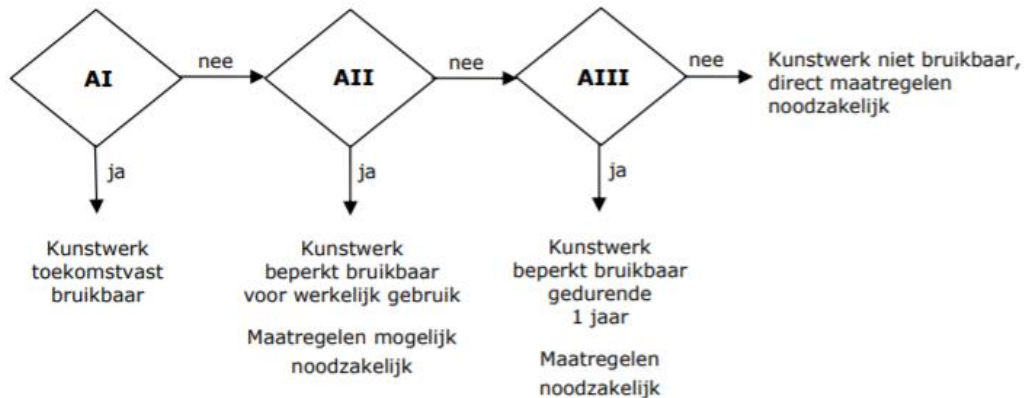 AI
nee
AII
nee
AIII
nee
Kunstwerk niet bruikbaar,
direct maatregelen
noodzakelijk
ja
ja
ja
Kunstwerk
toekomstvast
bruikbaar
Kunstwerk
beperkt bruikbaar
voor werkelijk gebruik
Maatregelen mogelijk
noodzakelijk
Kunstwerk
beperkt bruikbaar
gedurende
1 jaar
Maatregelen
noodzakelijk